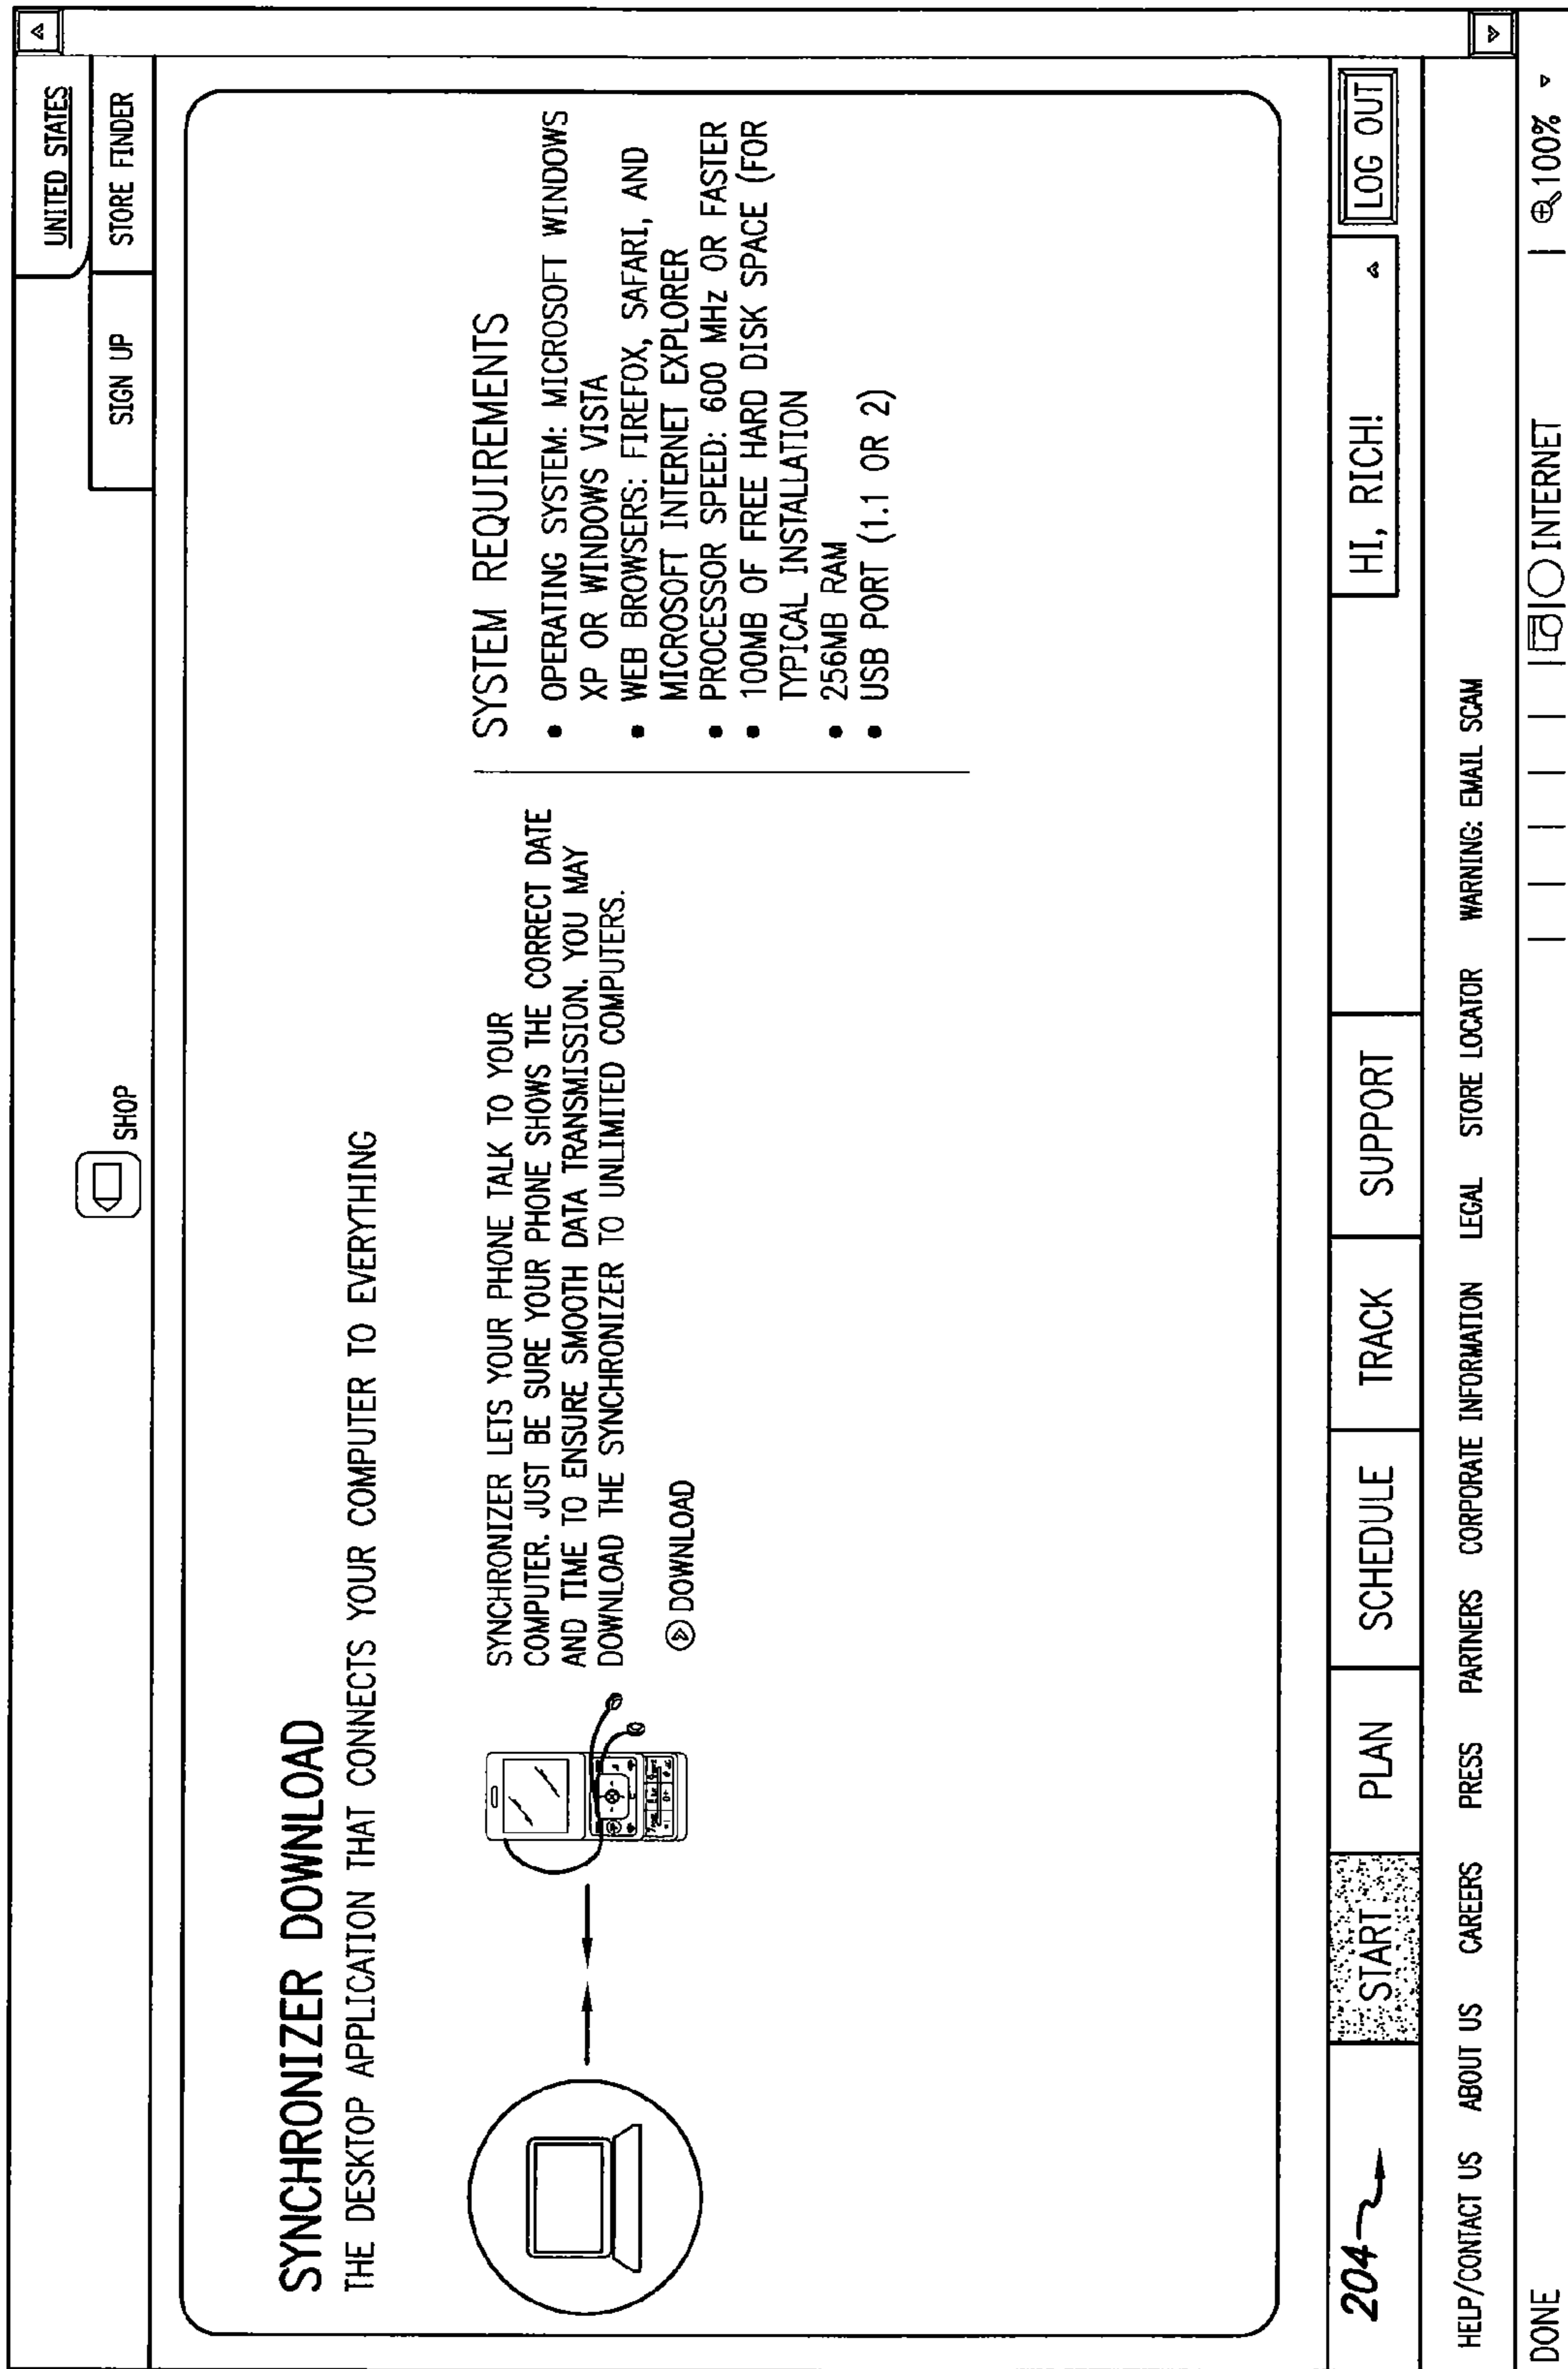 UNITED STATES
SHOP
SIGN UP
STORE FINDER
SYNCHRONIZER DOWNLOAD
THE DESKTOP APPLICATION THAT CONNECTS YOUR COMPUTER TO EVERYTHING
SYNCHRONIZER LETS YOUR PHONE TALK TO YOUR
COMPUTER. JUST BE SURE YOUR PHONE SHOWS THE CORRECT DATE
AND TIME TO ENSURE SMOOTH DATA TRANSMISSION. YOU MAY
DOWNLOAD THE SYNCHRONIZER TO UNLIMITED COMPUTERS.
DOWNLOAD
SYSTEM REQUIREMENTS
• OPERATING SYSTEM: MICROSOFT WINDOWS
XP OR WINDOWS VISTA
• WEB BROWSERS: FIREFOX, SAFARI, AND
MICROSOFT INTERNET EXPLORER
• PROCESSOR SPEED: 600 MHz OR FASTER
• 100MB OF FREE HARD DISK SPACE (FOR
TYPICAL INSTALLATION
• 256MB RAM
• USB PORT (1.1 OR 2)
204
START
PLAN
SCHEDULE
TRACK
SUPPORT
HI, RICH!
LOG OUT
HELP/CONTACT US ABOUT US CAREERS PRESS PARTNERS CORPORATE INFORMATION LEGAL STORE LOCATOR WARNING: EMAIL SCAM
DONE
INTERNET
100%